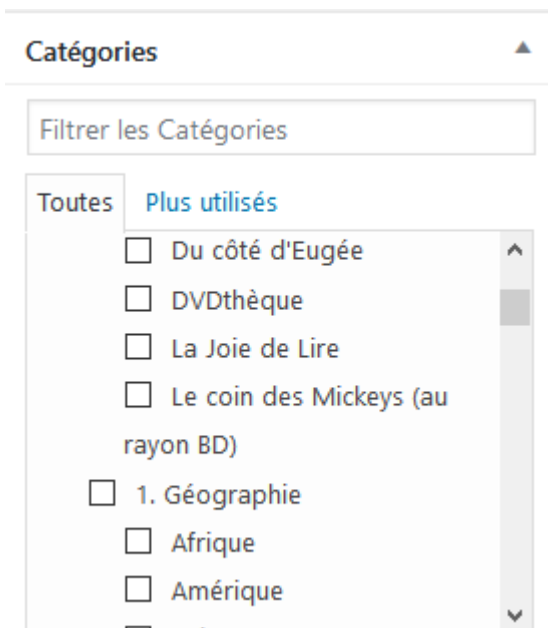 Catégories
Filtrer les Catégories
Toutes Plus utilisés
Du côté d'Eugée
DVDthèque
La Joie de Lire
Le coin des Mickeys (au
rayon BD)
1. Géographie
Afrique
Amérique